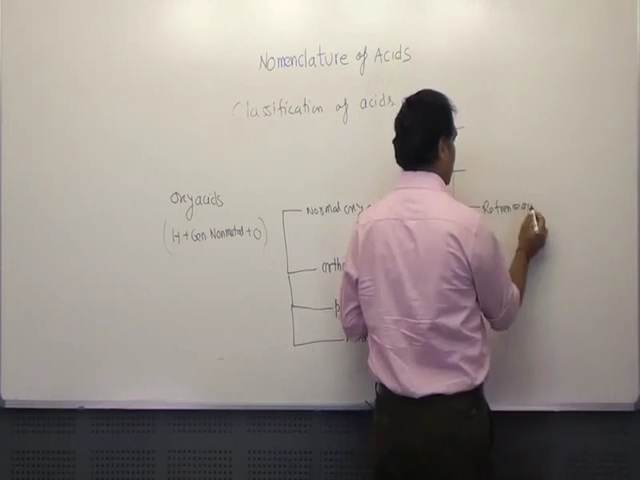 Nomenclature of Acids
Classification of acids
Oxyacids
(H + Gen Nonmetal + O)
Normal oxy
Ortho
P